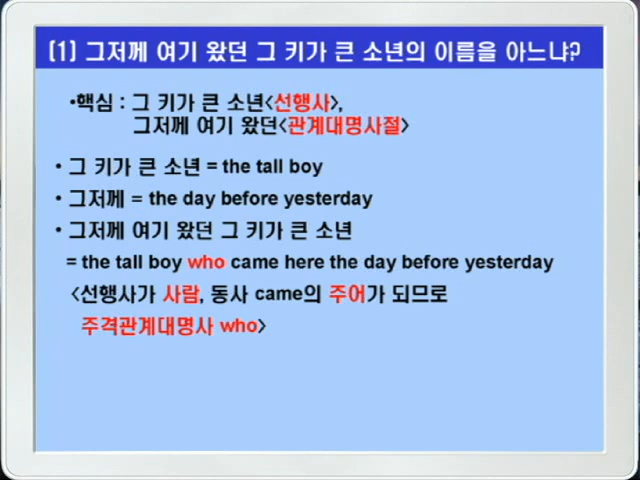 [1] 그저께 여기 왔던 그 키가 큰 소년의 이름을 아느냐?
•핵심 : 그 키가 큰 소년<선행사>,
그저께 여기 왔던<관계대명사절>
• 그 키가 큰 소년 = the tall boy
• 그저께 = the day before yesterday
• 그저께 여기 왔던 그 키가 큰 소년
= the tall boy who came here the day before yesterday
<선행사가 사람, 동사 came의 주어가 되므로
주격관계대명사 who>